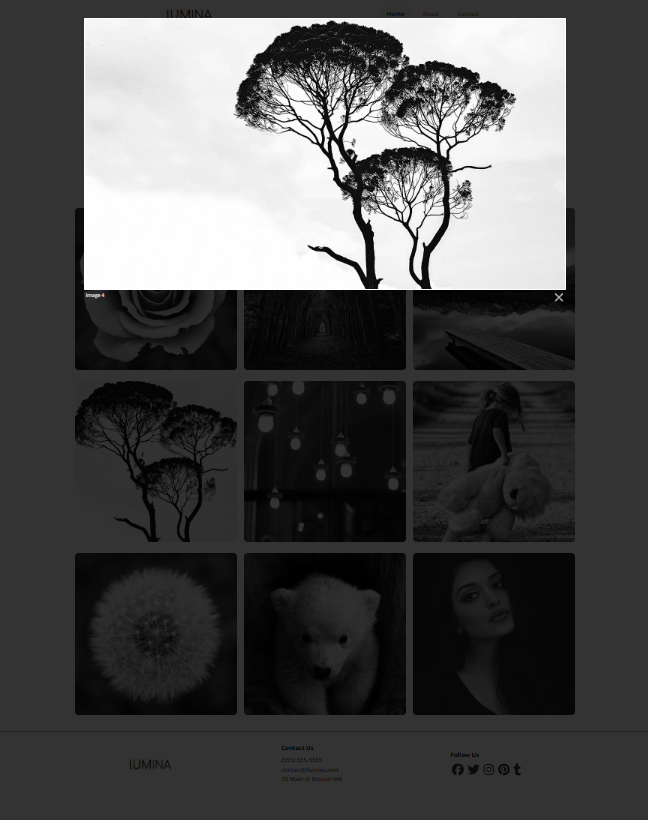 lUMINA
Home About Contact
Image 4
lUMINA
Contact Us
(555) 555-5555
contact@lumina.test
10 Main st Boston MA
Follow Us